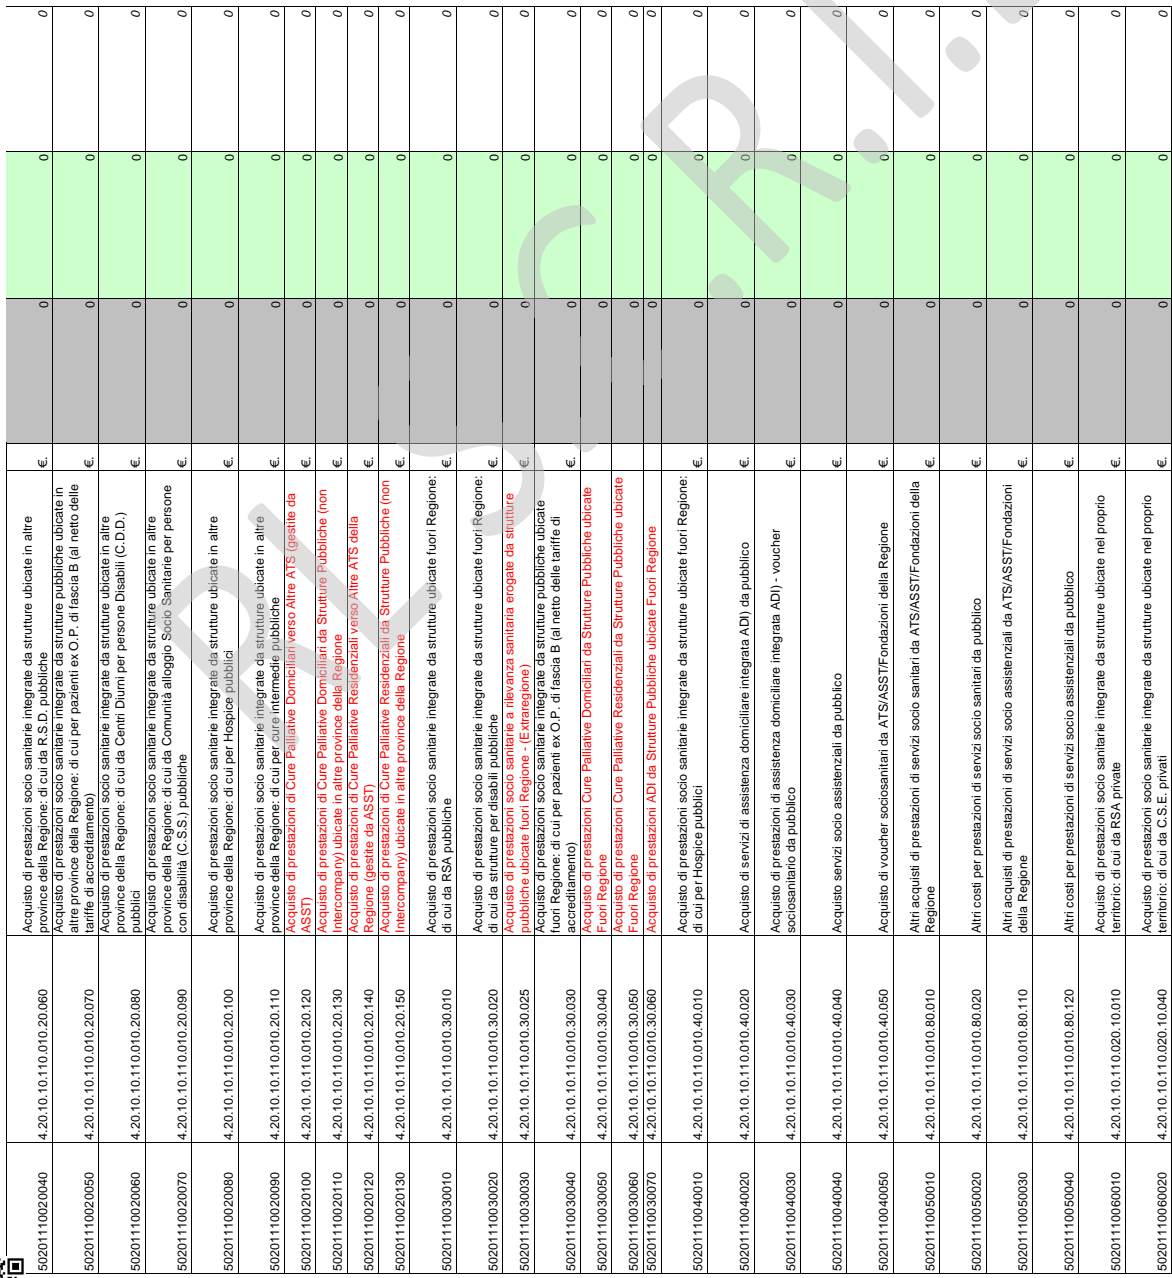 50201110020040 4.20.10.10.110.010.20.060 Acquisto di prestazioni socio sanitarie integrate da strutture ubicate in altre
province della Regione: di cui da R.S.D. pubbliche €. 0 0 0
50201110020050 4.20.10.10.110.010.20.070 Acquisto di prestazioni socio sanitarie integrate da strutture pubbliche ubicate in
altre province della Regione: di cui per pazienti ex O.P. di fascia B (al netto delle
tariffe di accreditamento) €. 0 0 0
50201110020060 4.20.10.10.110.010.20.080 Acquisto di prestazioni socio sanitarie integrate da strutture ubicate in altre
province della Regione: di cui da Centri Diurni per persone Disabili (C.D.D.)
pubblici €. 0 0 0
50201110020070 4.20.10.10.110.010.20.090 Acquisto di prestazioni socio sanitarie integrate da strutture ubicate in altre
province della Regione: di cui da Comunità alloggio Socio Sanitarie per persone
con disabilità (C.S.S.) pubbliche €. 0 0 0
50201110020080 4.20.10.10.110.010.20.100 Acquisto di prestazioni socio sanitarie integrate da strutture ubicate in altre
province della Regione: di cui per Hospice pubblici €. 0 0 0
50201110020090 4.20.10.10.110.010.20.110 Acquisto di prestazioni socio sanitarie integrate da strutture ubicate in altre
province della Regione: di cui per cure intermedie pubbliche €. 0 0 0
50201110020100 4.20.10.10.110.010.20.120 Acquisto di prestazioni di Cure Palliative Domiciliari verso Altre ATS (gestite da
ASST) €. 0 0 0
50201110020110 4.20.10.10.110.010.20.130 Acquisto di prestazioni di Cure Palliative Domiciliari da Strutture Pubbliche (non
Intercompany) ubicate in altre province della Regione €. 0 0 0
50201110020120 4.20.10.10.110.010.20.140 Acquisto di prestazioni di Cure Palliative Residenziali verso Altre ATS della
Regione (gestite da ASST) €. 0 0 0
50201110020130 4.20.10.10.110.010.20.150 Acquisto di prestazioni di Cure Palliative Residenziali da Strutture Pubbliche (non
Intercompany) ubicate in altre province della Regione €. 0 0 0
50201110030010 4.20.10.10.110.010.30.010 Acquisto di prestazioni socio sanitarie integrate da strutture ubicate fuori Regione:
di cui da RSA pubbliche €. 0 0 0
50201110030020 4.20.10.10.110.010.30.020 Acquisto di prestazioni socio sanitarie integrate da strutture ubicate fuori Regione:
di cui da strutture per disabili pubbliche €. 0 0 0
50201110030030 4.20.10.10.110.010.30.025 Acquisto di prestazioni socio sanitarie a rilevanza sanitaria erogate da strutture
pubbliche ubicate fuori Regione - (Extraregione) 0 0 0
50201110030040 4.20.10.10.110.010.30.030 Acquisto di prestazioni socio sanitarie integrate da strutture pubbliche ubicate
fuori Regione: di cui per pazienti ex O.P. di fascia B (al netto delle tariffe di
accreditamento) €. 0 0 0
50201110030050 4.20.10.10.110.010.30.040 Acquisto di prestazioni Cure Palliative Domiciliari da Strutture Pubbliche ubicate
Fuori Regione 0 0 0
50201110030060 4.20.10.10.110.010.30.050 Acquisto di prestazioni Cure Palliative Residenziali da Strutture Pubbliche ubicate
Fuori Regione 0 0 0
50201110030070 4.20.10.10.110.010.30.060 Acquisto di prestazioni ADI da Strutture Pubbliche ubicate Fuori Regione 0 0 0
50201110040010 4.20.10.10.110.010.40.010 Acquisto di prestazioni socio sanitarie integrate da strutture ubicate fuori Regione:
di cui per Hospice pubblici €. 0 0 0
50201110040020 4.20.10.10.110.010.40.020 Acquisto di servizi di assistenza domiciliare integrata ADI) da pubblico €. 0 0 0
50201110040030 4.20.10.10.110.010.40.030 Acquisto di prestazioni di assistenza domiciliare integrata ADI) - voucher
sociosanitario da pubblico €. 0 0 0
50201110040040 4.20.10.10.110.010.40.040 Acquisto servizi socio assistenziali da pubblico €. 0 0 0
50201110040050 4.20.10.10.110.010.40.050 Acquisto di voucher sociosanitari da ATS/ASST/Fondazioni della Regione €. 0 0 0
50201110050010 4.20.10.10.110.010.80.010 Altri acquisti di prestazioni di servizi socio sanitari da ATS/ASST/Fondazioni della
Regione €. 0 0 0
50201110050020 4.20.10.10.110.010.80.020 Altri costi per prestazioni di servizi socio sanitari da pubblico €. 0 0 0
50201110050030 4.20.10.10.110.010.80.110 Altri acquisti di prestazioni di servizi socio assistenziali da ATS/ASST/Fondazioni
della Regione €. 0 0 0
50201110050040 4.20.10.10.110.010.80.120 Altri costi per prestazioni di servizi socio assistenziali da pubblico €. 0 0 0
50201110060010 4.20.10.10.110.020.10.010 Acquisto di prestazioni socio sanitarie integrate da strutture ubicate nel proprio
territorio: di cui da RSA private €. 0 0 0
50201110060020 4.20.10.10.110.020.10.040 Acquisto di prestazioni socio sanitarie integrate da strutture ubicate nel proprio
territorio: di cui da C.S.E. privati €. 0 0 0